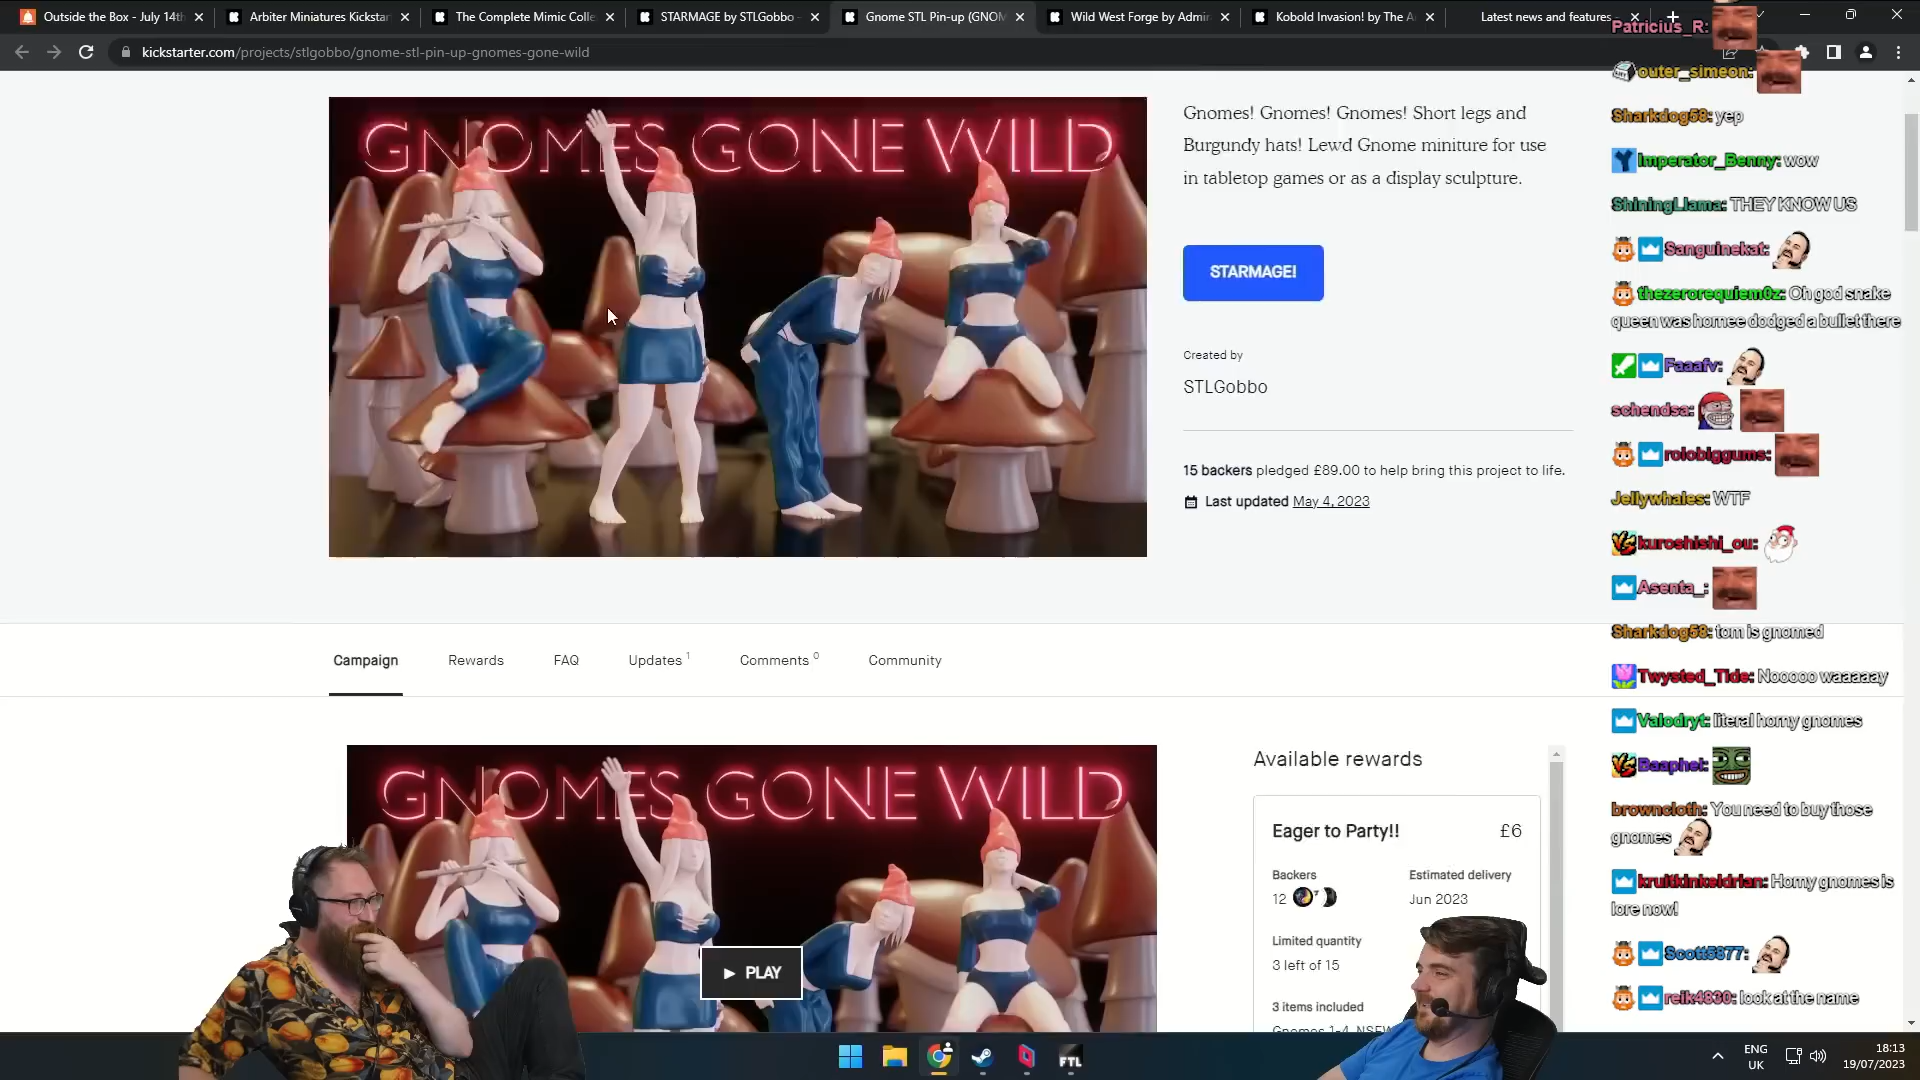 Outside the Box - July 14th
Arbiter Miniatures Kickstar
The Complete Mimic Colle
STARMAGE by STLGobbo -
Gnome STL Pin-up (GNOM
Wild West Forge by Admir
Kobold Invasion! by The A
Latest news and features
kickstarter.com/projects/stlgobbo/gnome-stl-pin-up-gnomes-gone-wild
GNOMES GONE WILD
Gnomes! Gnomes! Gnomes! Short legs and
Burgundy hats! Lewd Gnome miniture for use
in tabletop games or as a display sculpture.
STARMAGE!
Created by
STLGobbo
15 backers pledged £89.00 to help bring this project to life.
Last updated May 4, 2023
Campaign
Rewards
FAQ
Updates 1
Comments 0
Community
GNOMES GONE WILD
PLAY
Available rewards
Eager to Party!! £6
Backers
12
Estimated delivery
Jun 2023
Limited quantity
3 left of 15
3 items included
Gnomes 1-4, NSFW
Patricius_R:
outer_simeon:
Sharkdog58: yep
Imperator_Benny: wow
ShiningLlama: THEY KNOW US
Sanguinekat:
thezerorequiem0z: Oh god snake
queen was hornee dodged a bullet there
Faaafv:
schendsa:
rolobiggums:
Jellywhales: WTF
kuroshishi_ou:
Asenta_:
Sharkdog58: tom is gnomed
Twysted_Tide: Nooooo waaaaay
Valodryt: literal horny gnomes
Baaphel:
browncloth: You need to buy those
gnomes
kruitkinksidrian: Horny gnomes is
lore now!
Scott5877:
reik4830: look at the name
FTL
ENG
UK
18:13
19/07/2023